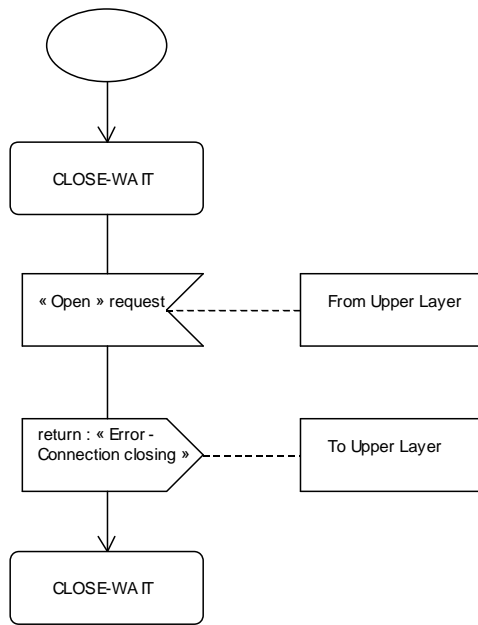 CLOSE-WAIT
« Open » request
From Upper Layer
return : « Error -
Connection closing »
To Upper Layer
CLOSE-WAIT